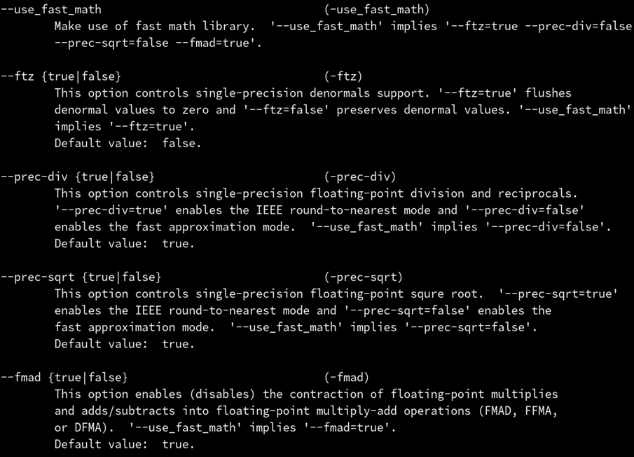 --use_fast_math (-use_fast_math)
Make use of fast math library. '--use_fast_math' implies '--ftz=true --prec-div=false
--prec-sqrt=false --fmad=true'.
--ftz {true|false} (-ftz)
This option controls single-precision denormals support. '--ftz=true' flushes
denormal values to zero and '--ftz=false' preserves denormal values. '--use_fast_math'
implies '--ftz=true'.
Default value: false.
--prec-div {true|false} (-prec-div)
This option controls single-precision floating-point division and reciprocals.
'--prec-div=true' enables the IEEE round-to-nearest mode and '--prec-div=false'
enables the fast approximation mode. '--use_fast_math' implies '--prec-div=false'.
Default value: true.
--prec-sqrt {true|false} (-prec-sqrt)
This option controls single-precision floating-point squre root. '--prec-sqrt=true'
enables the IEEE round-to-nearest mode and '--prec-sqrt=false' enables the
fast approximation mode. '--use_fast_math' implies '--prec-sqrt=false'.
Default value: true.
--fmad {true|false} (-fmad)
This option enables (disables) the contraction of floating-point multiplies
and adds/subtracts into floating-point multiply-add operations (FMAD, FFMA,
or DFMA). '--use_fast_math' implies '--fmad=true'.
Default value: true.